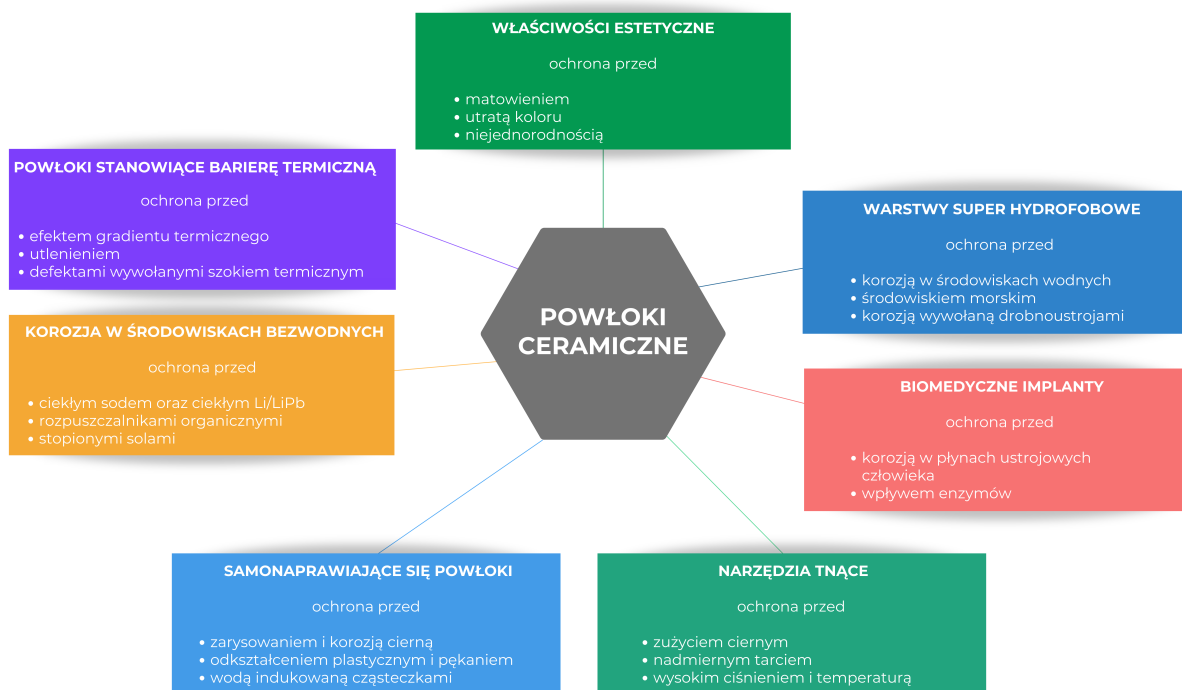 WŁAŚCIWOŚCI ESTETYCZNE
ochrona przed
• matowieniem
• utratą koloru
• niejednorodnością
POWŁOKI STANOWIĄCE BARIERĘ TERMICZNĄ
ochrona przed
• efektem gradientu termicznego
• utlenieniem
• defektami wywołanymi szokiem termicznym
WARSTWY SUPER HYDROFOBOWE
ochrona przed
• korozją w środowiskach wodnych
• środowiskiem morskim
• korozją wywołaną drobnoustrojami
POWŁOKI
CERAMICZNE
KOROZJA W ŚRODOWISKACH BEZWODNYCH
ochrona przed
• ciekłym sodem oraz ciekłym Li/LiPb
• rozpuszczalnikami organicznymi
• stopionymi solami
BIOMEDYCZNE IMPLANTY
ochrona przed
• korozją w płynach ustrojowych
człowieka
• wpływem enzymów
SAMONAPRAWIAJĄCE SIĘ POWŁOKI
ochrona przed
• zarysowaniem i korozją cierną
• odkształceniem plastycznym i pękaniem
• wodą indukowaną cząsteczkami
NARZĘDZIA TNĄCE
ochrona przed
• zużyciem ciernym
• nadmiernym tarciem
• wysokim ciśnieniem i temperaturą